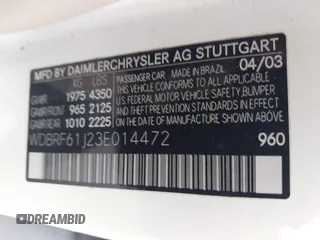 MFD BY DAIMLERCHRYSLER AG STUTTGART
KG LBS PASSENGER CAR 04/03
GVWR 1975 4350 MADE IN BRAZIL
GAWR FRONT 965 2125 THIS VEHICLE CONFORMS TO ALL
GAWR REAR 1010 2225 APPLICABLE U.S. FEDERAL MOTOR
VEHICLE SAFETY, BUMPER, AND
THEFT PREVENTION STANDARDS
IN EFFECT ON THE DATE OF
MANUFACTURE SHOWN ABOVE.
WDBRF61J23E014472 960
DIDBID.COM